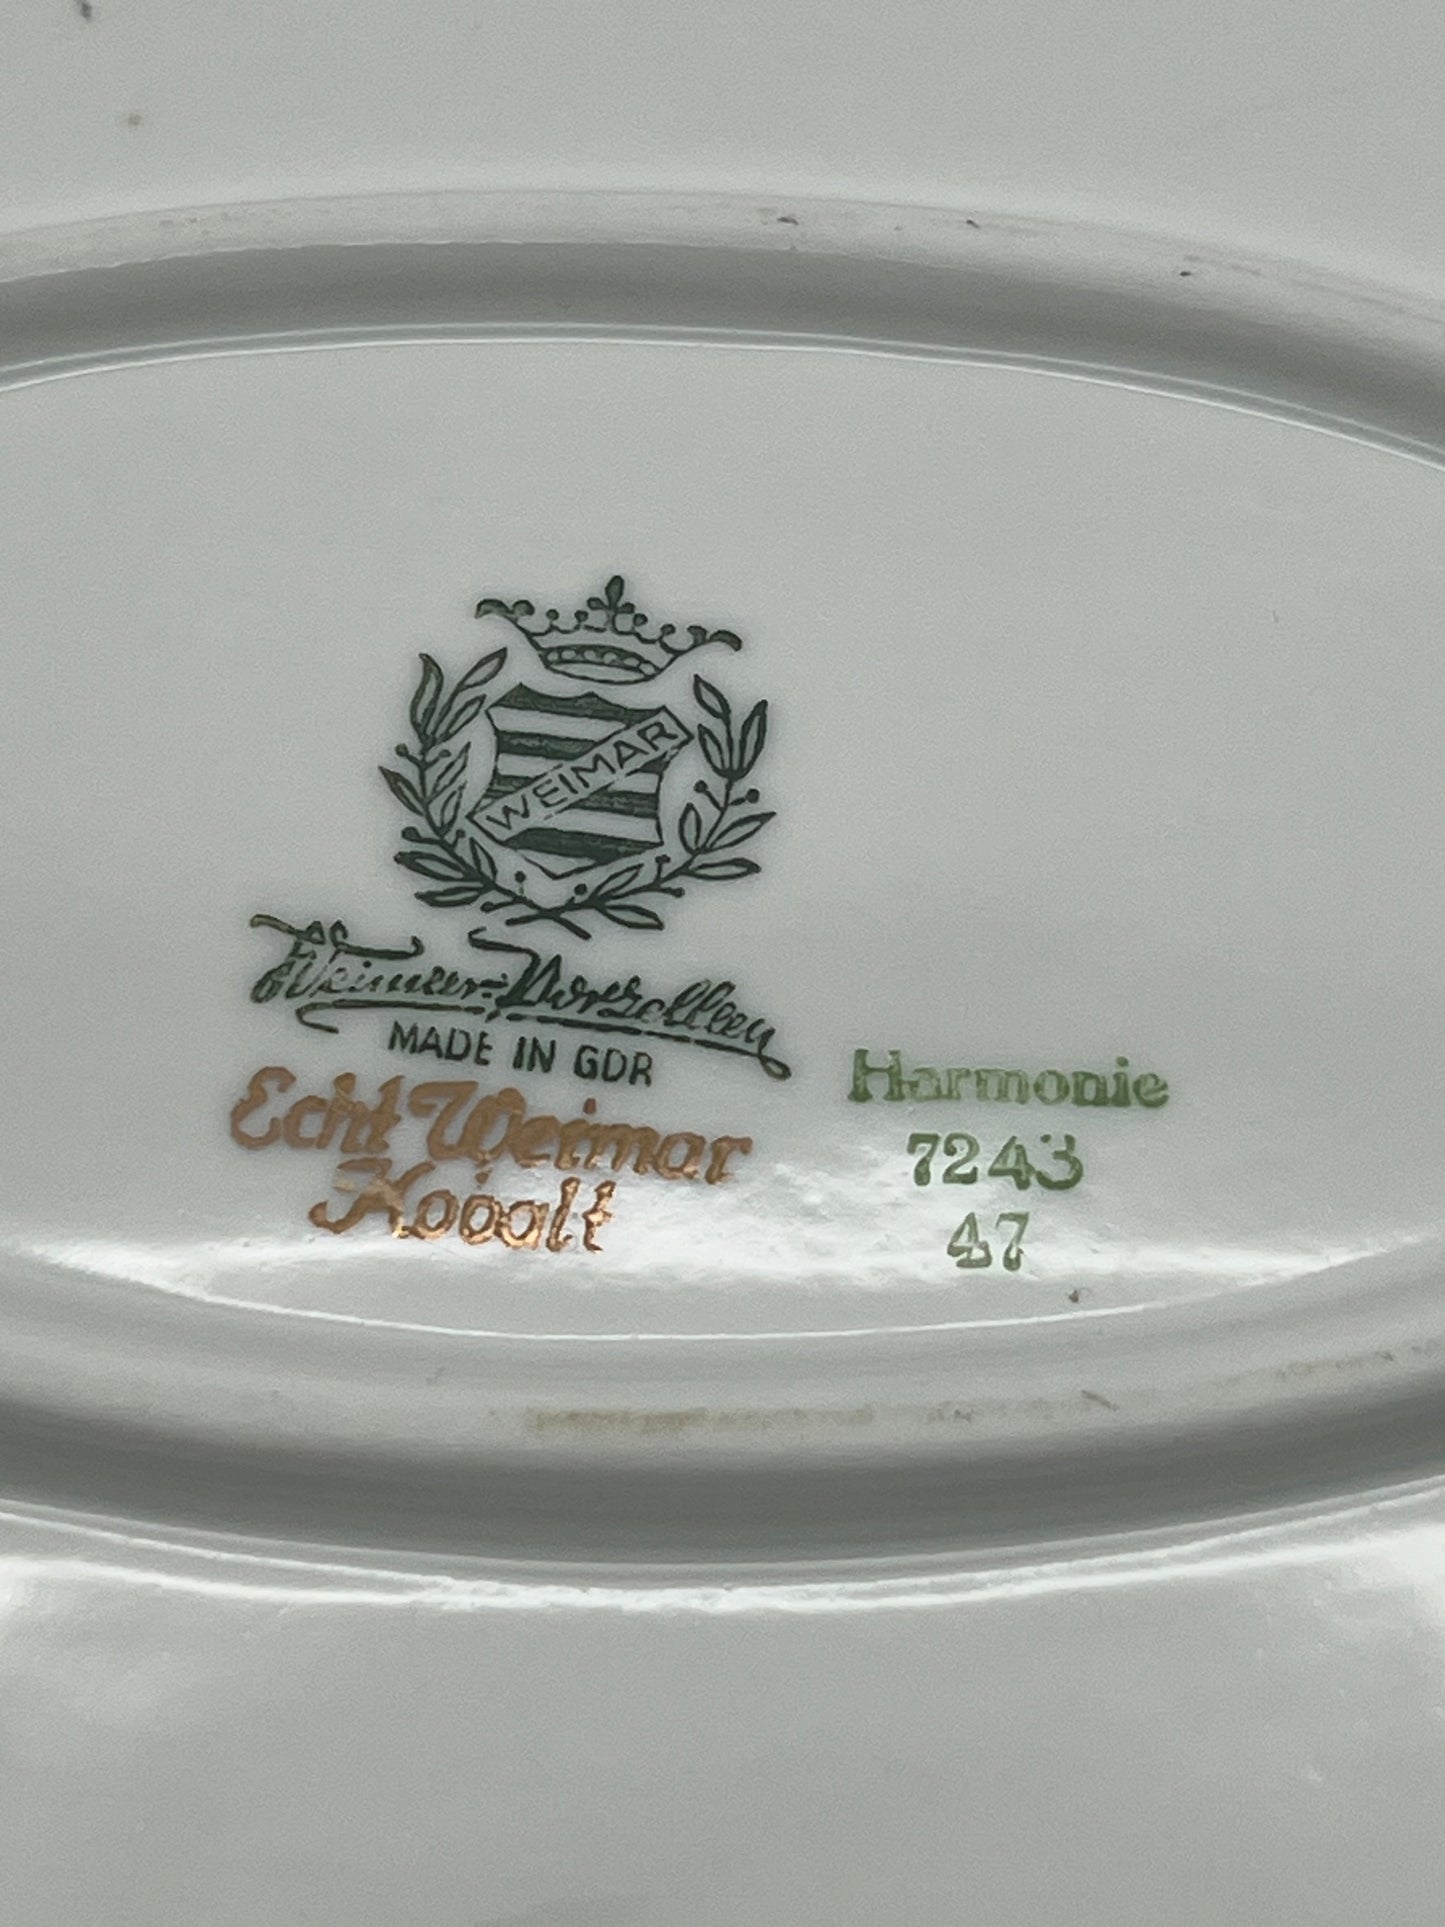 WEIMAR
Weimar-Porzellan
MADE IN GDR
Echt Weimar
Kobalt
Harmonie
7243
47